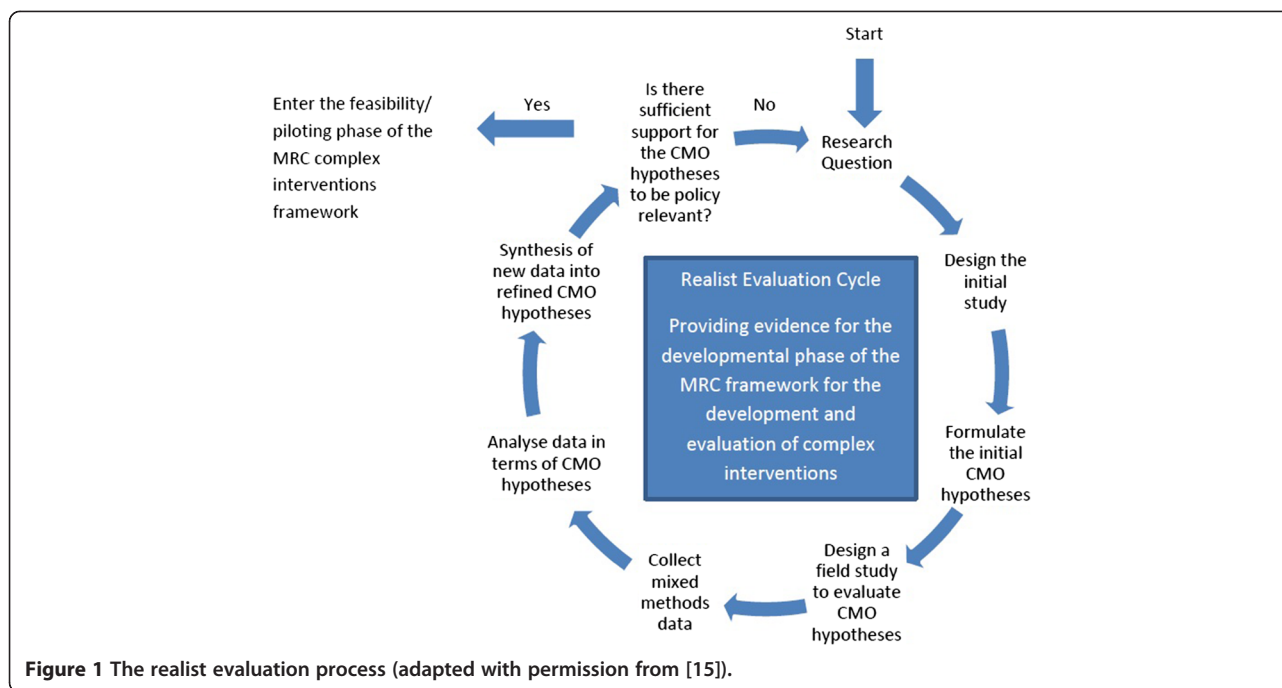 Start
Is there
sufficient
support for
the CMO
hypotheses
to be policy
relevant?
Yes
No
Enter the feasibility/
piloting phase of the
MRC complex
interventions
framework
Research
Question
Design the
initial
study
Formulate
the initial
CMO
hypotheses
Design a
field study
to evaluate
CMO
hypotheses
Collect
mixed
methods
data
Analyse data in
terms of CMO
hypotheses
Synthesis of
new data into
refined CMO
hypotheses
Realist Evaluation Cycle
Providing evidence for the
developmental phase of the
MRC framework for the
development and
evaluation of complex
interventions
Figure 1 The realist evaluation process (adapted with permission from [15]).